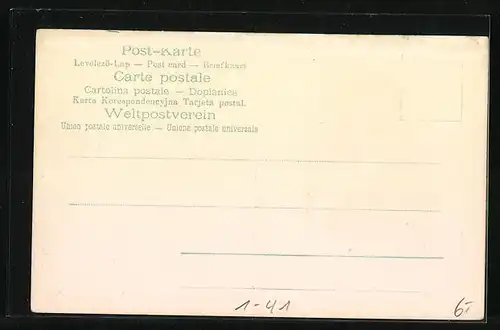 Post-Karte
Levelező-Lap — Post card — Briefkaart
Carte postale
Cartolina postale — Dopisnice
Karta Korespondencyjna Tarjeta postal.
Weltpostverein
Union postale universelle — Unione postale universale
1-41
6,-